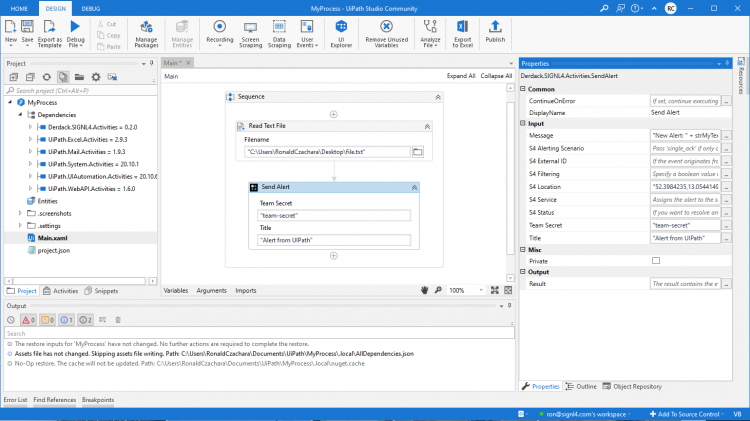 HOME DESIGN DEBUG MyProcess - UiPath Studio Community RC
New Save Export as Template Debug File Cut Copy Paste Manage Packages Manage Entities Recording Screen Scraping Data Scraping User Events UI Explorer Remove Unused Variables Analyze File Export to Excel Publish
Project
Search project (Ctrl+Alt+F)
MyProcess
Dependencies
Derdack.SIGNL4.Activities = 0.2.0
UiPath.Excel.Activities = 2.9.3
UiPath.Mail.Activities = 1.9.3
UiPath.System.Activities = 20.10.1
UiPath.UIAutomation.Activities = 20.10.6
UiPath.WebAPI.Activities = 1.6.0
Entities
.screenshots
.settings
Main.xaml
project.json
Project Activities Snippets
Main *
Main Expand All Collapse All
Sequence
Read Text File
Filename
"C:\Users\RonaldCzachara\Desktop\file.txt"
Send Alert
Team Secret
"team-secret"
Title
"Alert from UIPath"
Variables Arguments Imports 100%
Properties
Derdack.SIGNL4.Activities.SendAlert
Common
ContinueOnError If set, continue executing
DisplayName Send Alert
Input
Message "New Alert: " + strMyTex
S4 Alerting Scenario Pass 'single_ack' if only o
S4 External ID If the event originates fro
S4 Filtering Specify a boolean value o
S4 Location "52.3984235,13.0544149
S4 Service Assigns the alert to the s
S4 Status If you want to resolve an
Team Secret "team-secret"
Title "Alert from UIPath"
Misc
Private
Output
Result The result contains the e
Properties Outline Object Repository
Resources
Output
0 0 1 2
Search
The restore inputs for 'MyProcess' have not changed. No further actions are required to complete the restore.
Assets file has not changed. Skipping assets file writing. Path: C:\Users\RonaldCzachara\Documents\UiPath\MyProcess\.local\AllDependencies.json
No-Op restore. The cache will not be updated. Path: C:\Users\RonaldCzachara\Documents\UiPath\MyProcess\.local\nuget.cache
Error List Find References Breakpoints
ron@signl4.com's workspace Add To Source Control VB